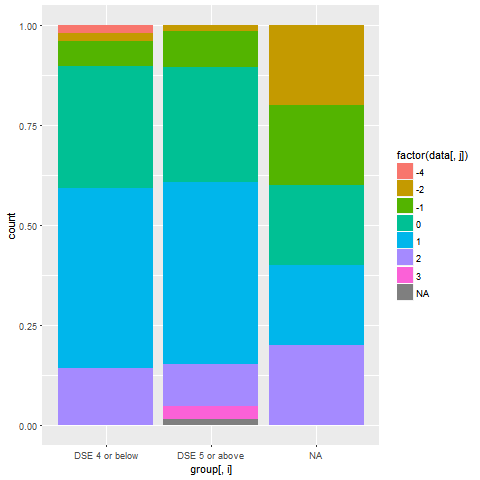 1.00
0.75
0.50
0.25
0.00
count
DSE 4 or below DSE 5 or above NA
group[, i]
factor(data[, j])
-4
-2
-1
0
1
2
3
NA